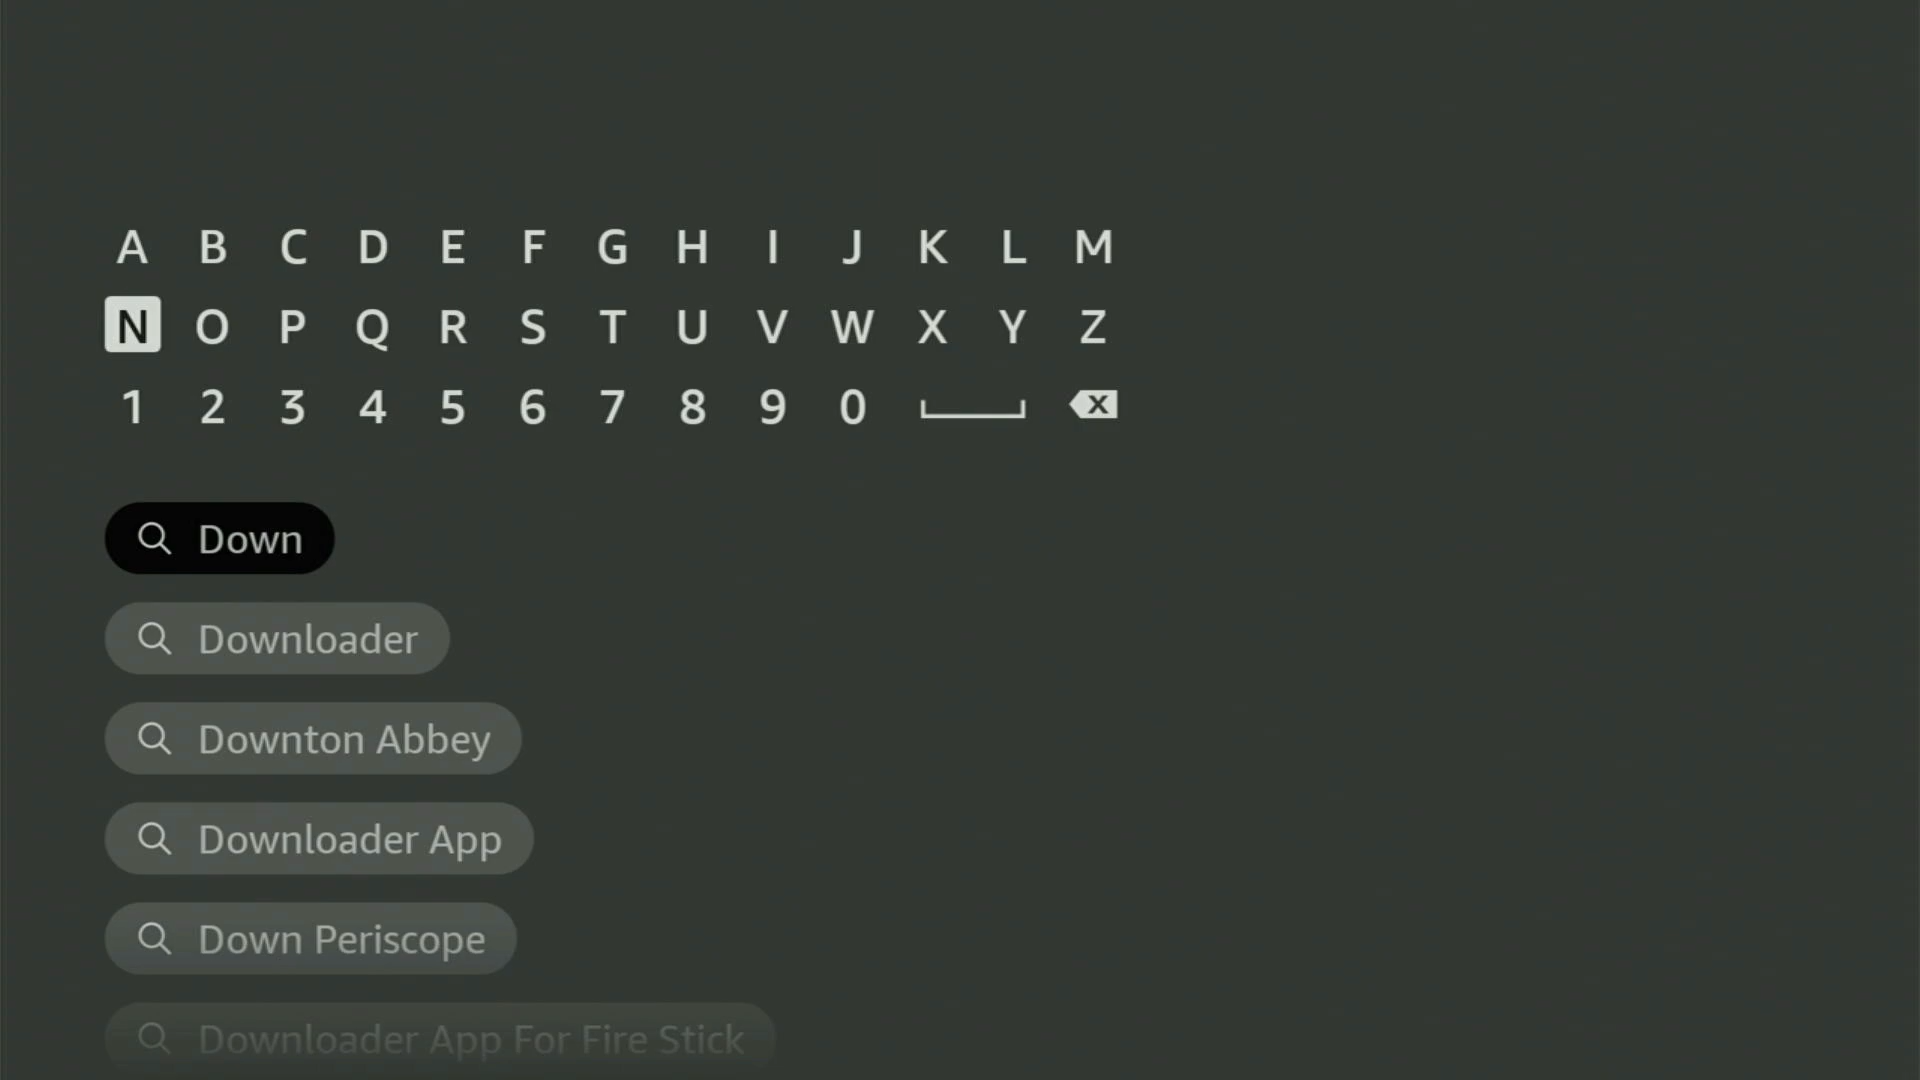 A B C D E F G H I J K L M
N O P Q R S T U V W X Y Z
1 2 3 4 5 6 7 8 9 0
Down
Downloader
Downton Abbey
Downloader App
Down Periscope
Downloader App For Fire Stick